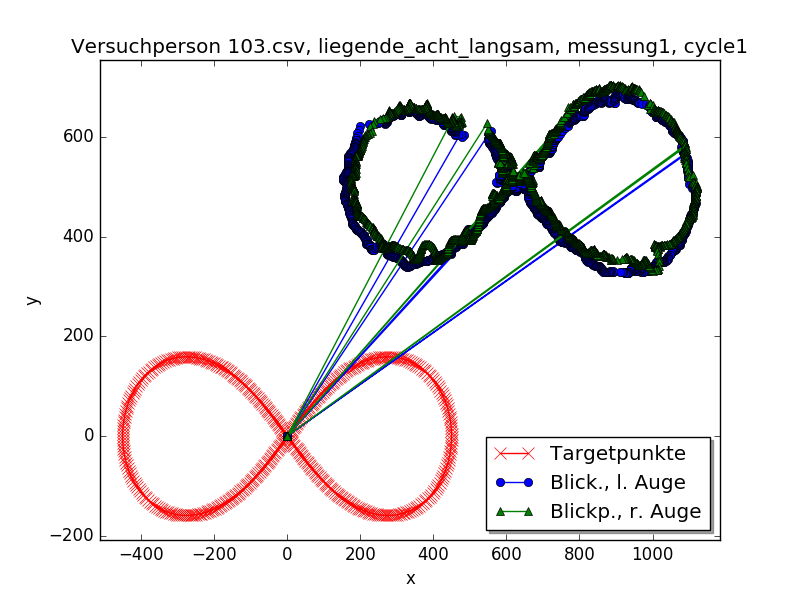 Versuchperson 103.csv, liegende_acht_langsam, messung1, cycle1
y
600
400
200
0
−200
−400
−200
0
200
400
600
800
1000
x
Targetpunkte
Blick., l. Auge
Blickp., r. Auge